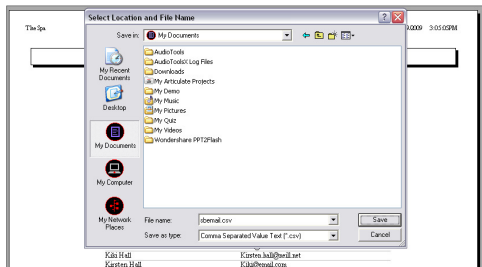 Select Location and File Name
The Spa
Save in: My Documents
2009 3:05:05PM
AudioTools
AudioToolsX Log Files
Downloads
My Articulate Projects
My Demo
My Music
My Pictures
My Quiz
My Videos
Wondershare PPT2Flash
My Recent
Documents
Desktop
My Documents
My Computer
My Network
Places
File name: sbemail.csv Save
Save as type: Comma Separated Value Text (*.csv) Cancel
Kiki Hall Kirsten.hall@neill.net
Kirsten Hall Kiki@email.com